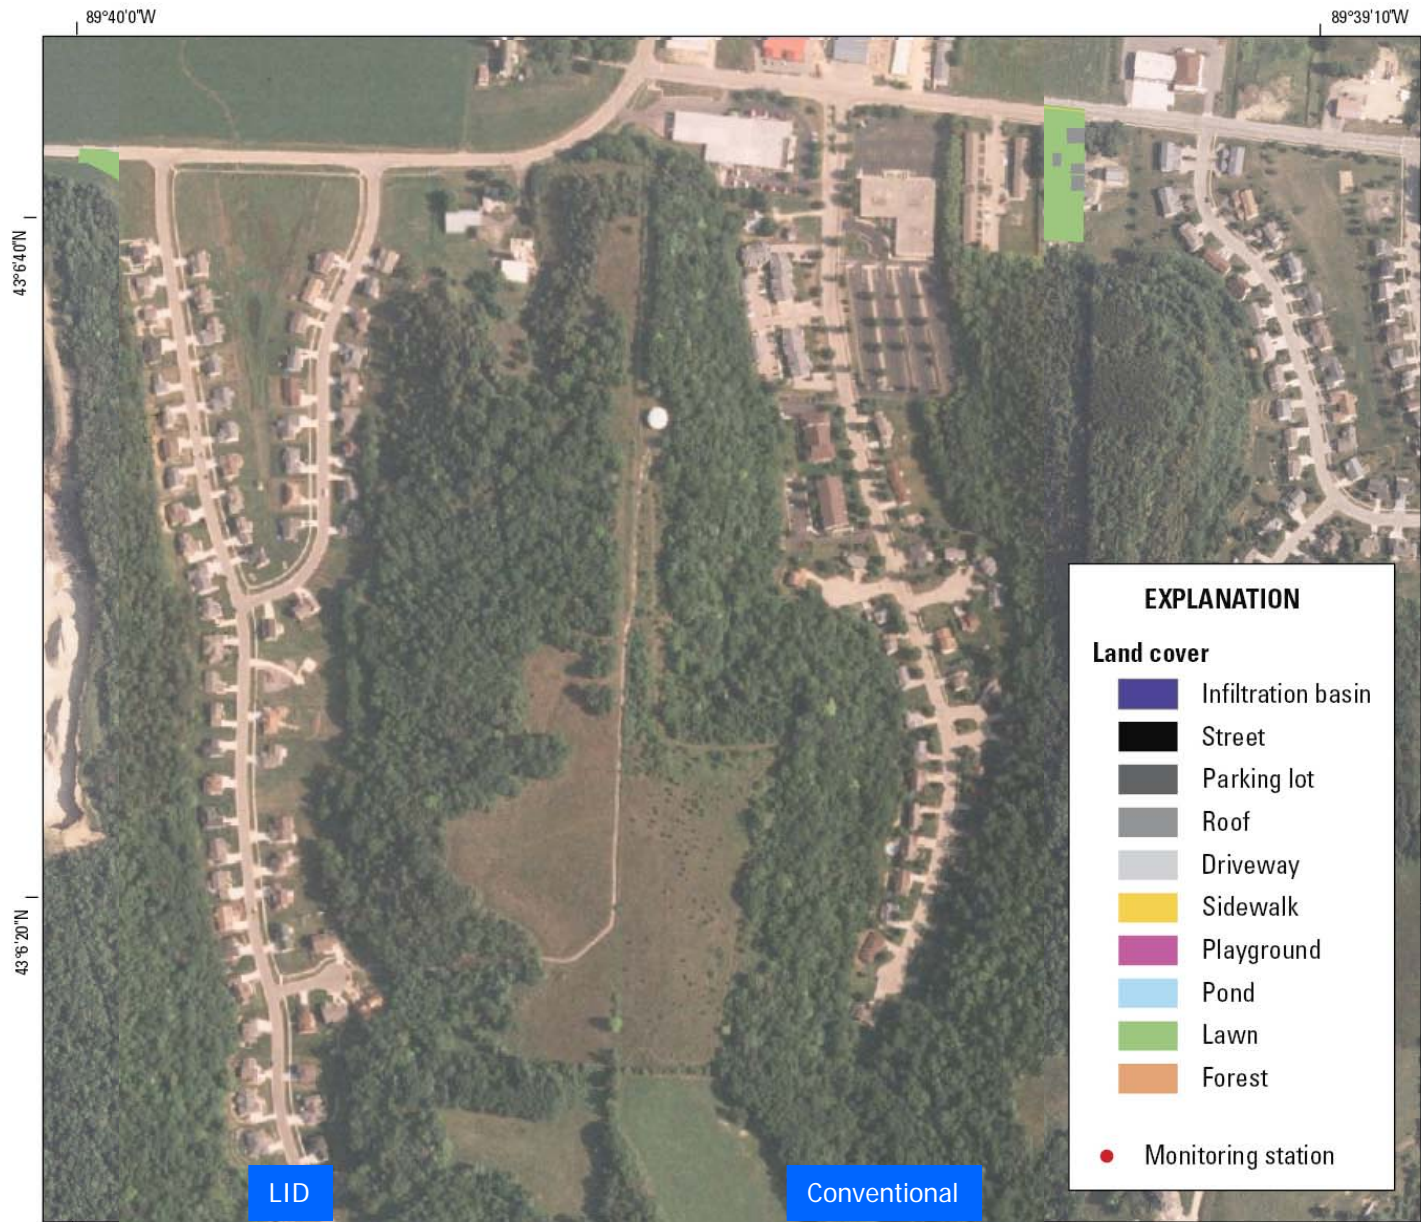 89°40'0"W
89°39'10"W
43°6'40"N
43°6'20"N
EXPLANATION
Land cover
Infiltration basin
Street
Parking lot
Roof
Driveway
Sidewalk
Playground
Pond
Lawn
Forest
Monitoring station
LID
Conventional